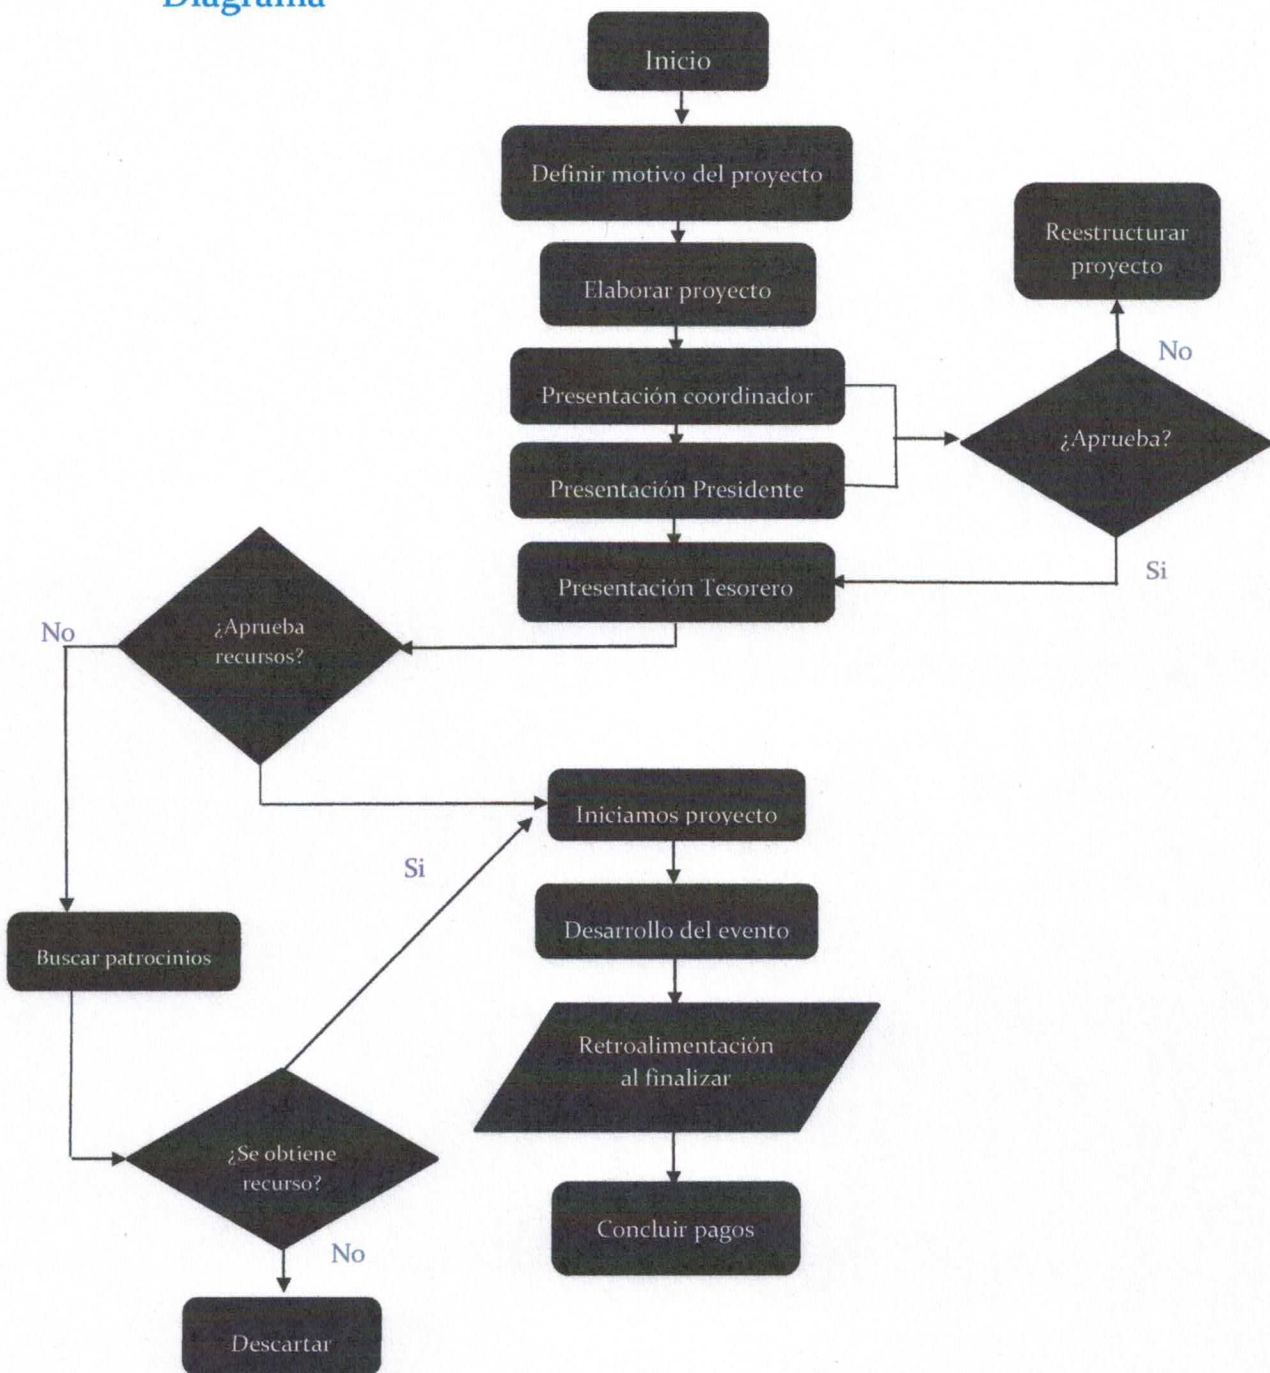 Diagrama
Inicio
Definir motivo del proyecto
Elaborar proyecto
Reestructurar
proyecto
No
Presentación coordinador
¿Aprueba?
Presentación Presidente
Presentación Tesorero
Si
No
¿Aprueba
recursos?
Iniciamos proyecto
Si
Desarrollo del evento
Buscar patrocinios
Retroalimentación
al finalizar
¿Se obtiene
recurso?
Concluir pagos
No
Descartar